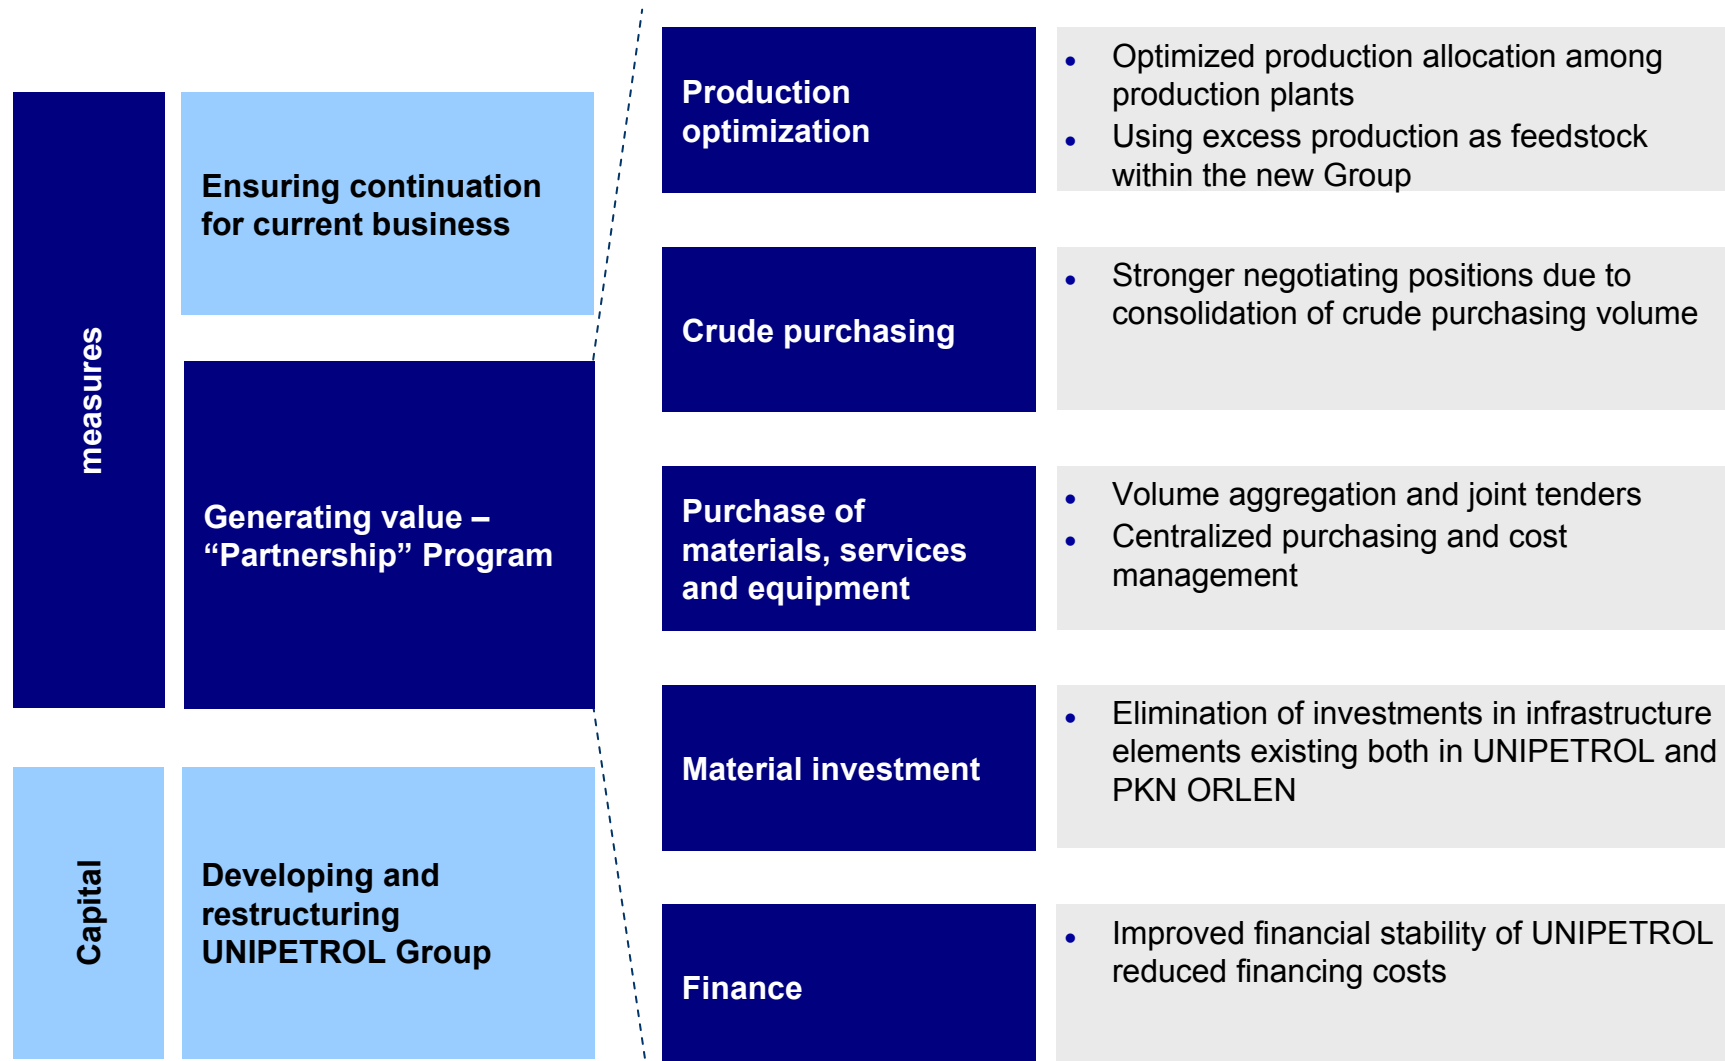 measures
Ensuring continuation
for current business
Generating value –
“Partnership” Program
Capital
Developing and
restructuring
UNIPETROL Group
Production
optimization
• Optimized production allocation among
production plants
• Using excess production as feedstock
within the new Group
Crude purchasing
• Stronger negotiating positions due to
consolidation of crude purchasing volume
Purchase of
materials, services
and equipment
• Volume aggregation and joint tenders
• Centralized purchasing and cost
management
Material investment
• Elimination of investments in infrastructure
elements existing both in UNIPETROL and
PKN ORLEN
Finance
• Improved financial stability of UNIPETROL
reduced financing costs